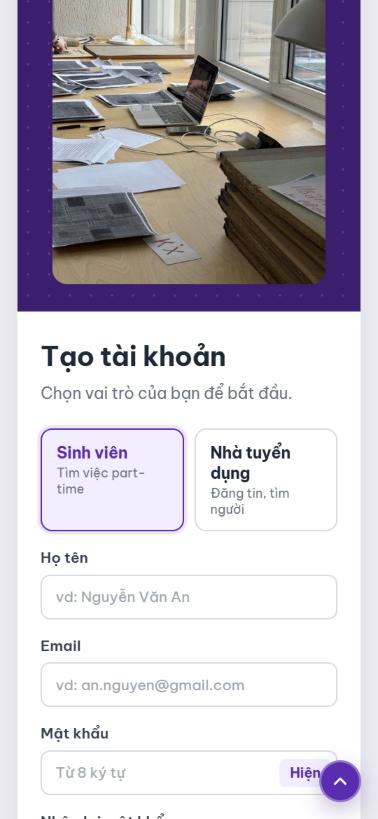 Tạo tài khoản
Chọn vai trò của bạn để bắt đầu.
Sinh viên
Tìm việc part-
time
Nhà tuyển
dụng
Đăng tin, tìm
người
Họ tên
vd: Nguyễn Văn An
Email
vd: an.nguyen@gmail.com
Mật khẩu
Từ 8 ký tự
Hiện